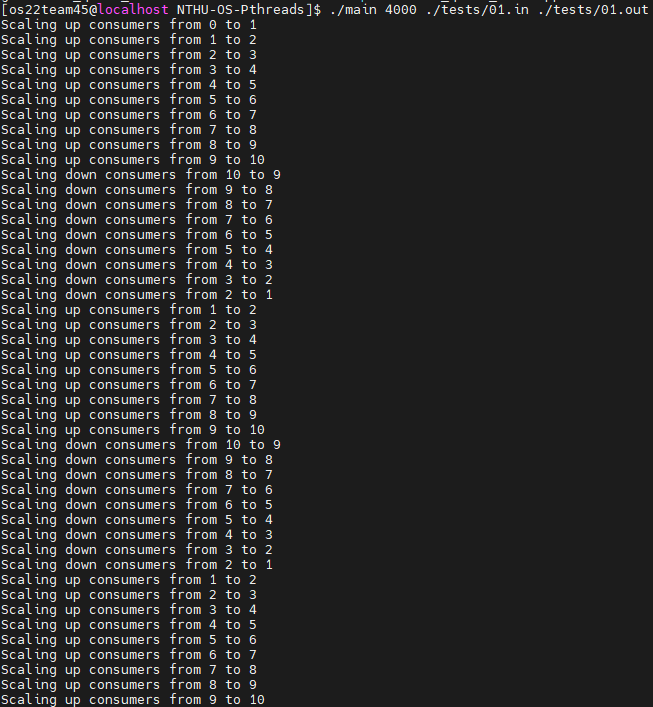 [os22team45@localhost NTHU-OS-Pthreads]$ ./main 4000 ./tests/01.in ./tests/01.out
Scaling up consumers from 0 to 1
Scaling up consumers from 1 to 2
Scaling up consumers from 2 to 3
Scaling up consumers from 3 to 4
Scaling up consumers from 4 to 5
Scaling up consumers from 5 to 6
Scaling up consumers from 6 to 7
Scaling up consumers from 7 to 8
Scaling up consumers from 8 to 9
Scaling up consumers from 9 to 10
Scaling down consumers from 10 to 9
Scaling down consumers from 9 to 8
Scaling down consumers from 8 to 7
Scaling down consumers from 7 to 6
Scaling down consumers from 6 to 5
Scaling down consumers from 5 to 4
Scaling down consumers from 4 to 3
Scaling down consumers from 3 to 2
Scaling down consumers from 2 to 1
Scaling up consumers from 1 to 2
Scaling up consumers from 2 to 3
Scaling up consumers from 3 to 4
Scaling up consumers from 4 to 5
Scaling up consumers from 5 to 6
Scaling up consumers from 6 to 7
Scaling up consumers from 7 to 8
Scaling up consumers from 8 to 9
Scaling up consumers from 9 to 10
Scaling down consumers from 10 to 9
Scaling down consumers from 9 to 8
Scaling down consumers from 8 to 7
Scaling down consumers from 7 to 6
Scaling down consumers from 6 to 5
Scaling down consumers from 5 to 4
Scaling down consumers from 4 to 3
Scaling down consumers from 3 to 2
Scaling down consumers from 2 to 1
Scaling up consumers from 1 to 2
Scaling up consumers from 2 to 3
Scaling up consumers from 3 to 4
Scaling up consumers from 4 to 5
Scaling up consumers from 5 to 6
Scaling up consumers from 6 to 7
Scaling up consumers from 7 to 8
Scaling up consumers from 8 to 9
Scaling up consumers from 9 to 10